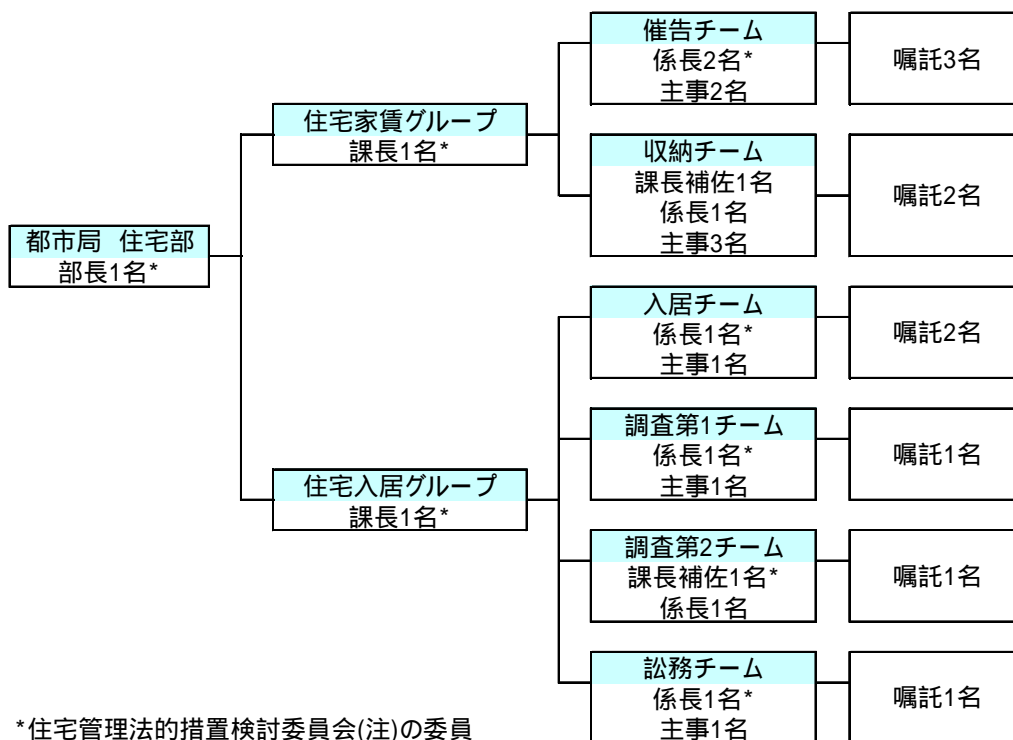 都市局 住宅部
部長1名*
住宅家賃グループ
課長1名*
催告チーム
係長2名*
主事2名
嘱託3名
収納チーム
課長補佐1名
係長1名
主事3名
嘱託2名
住宅入居グループ
課長1名*
入居チーム
係長1名*
主事1名
嘱託2名
調査第1チーム
係長1名*
主事1名
嘱託1名
調査第2チーム
課長補佐1名*
係長1名
嘱託1名
訟務チーム
係長1名*
主事1名
嘱託1名
*住宅管理法的措置検討委員会(注)の委員